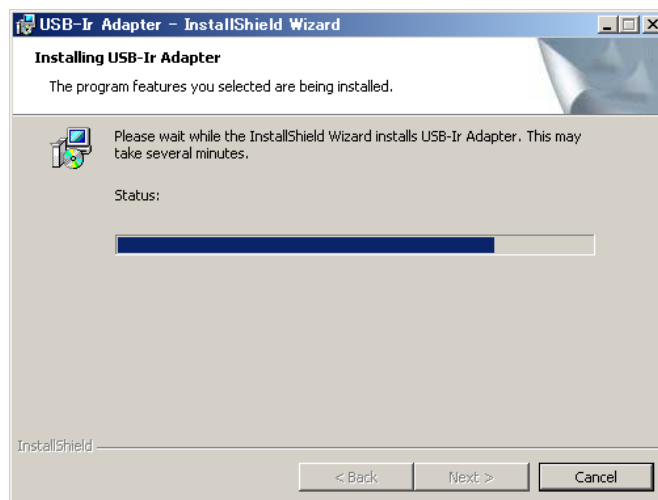 USB-Ir Adapter - InstallShield Wizard
Installing USB-Ir Adapter
The program features you selected are being installed.
Please wait while the InstallShield Wizard installs USB-Ir Adapter. This may
take several minutes.
Status:
InstallShield
< Back
Next >
Cancel